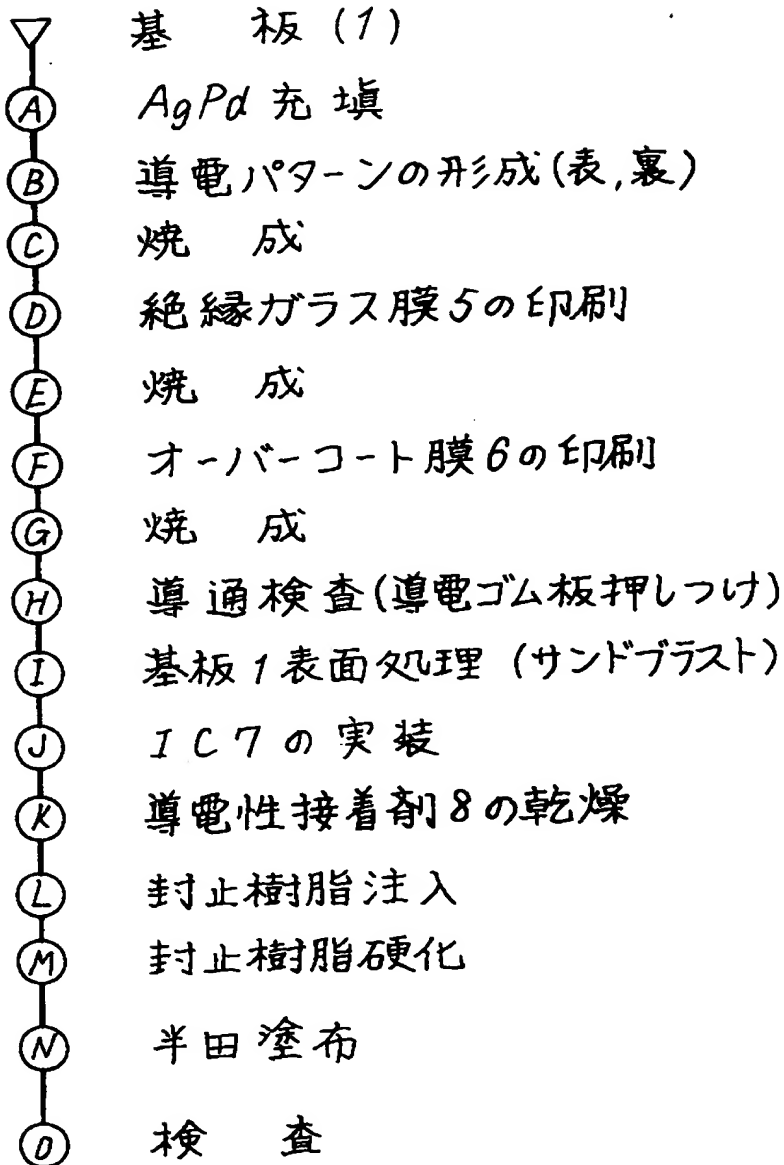 基板(1)
A AgPd充塡
B 導電パターンの形成(表,裏)
C 焼成
D 絶縁ガラス膜5の印刷
E 焼成
F オーバーコート膜6の印刷
G 焼成
H 導通検査(導電ゴム板押しつけ)
I 基板1表面処理(サンドブラスト)
J IC7の実装
K 導電性接着剤8の乾燥
L 封止樹脂注入
M 封止樹脂硬化
N 半田塗布
O 検査